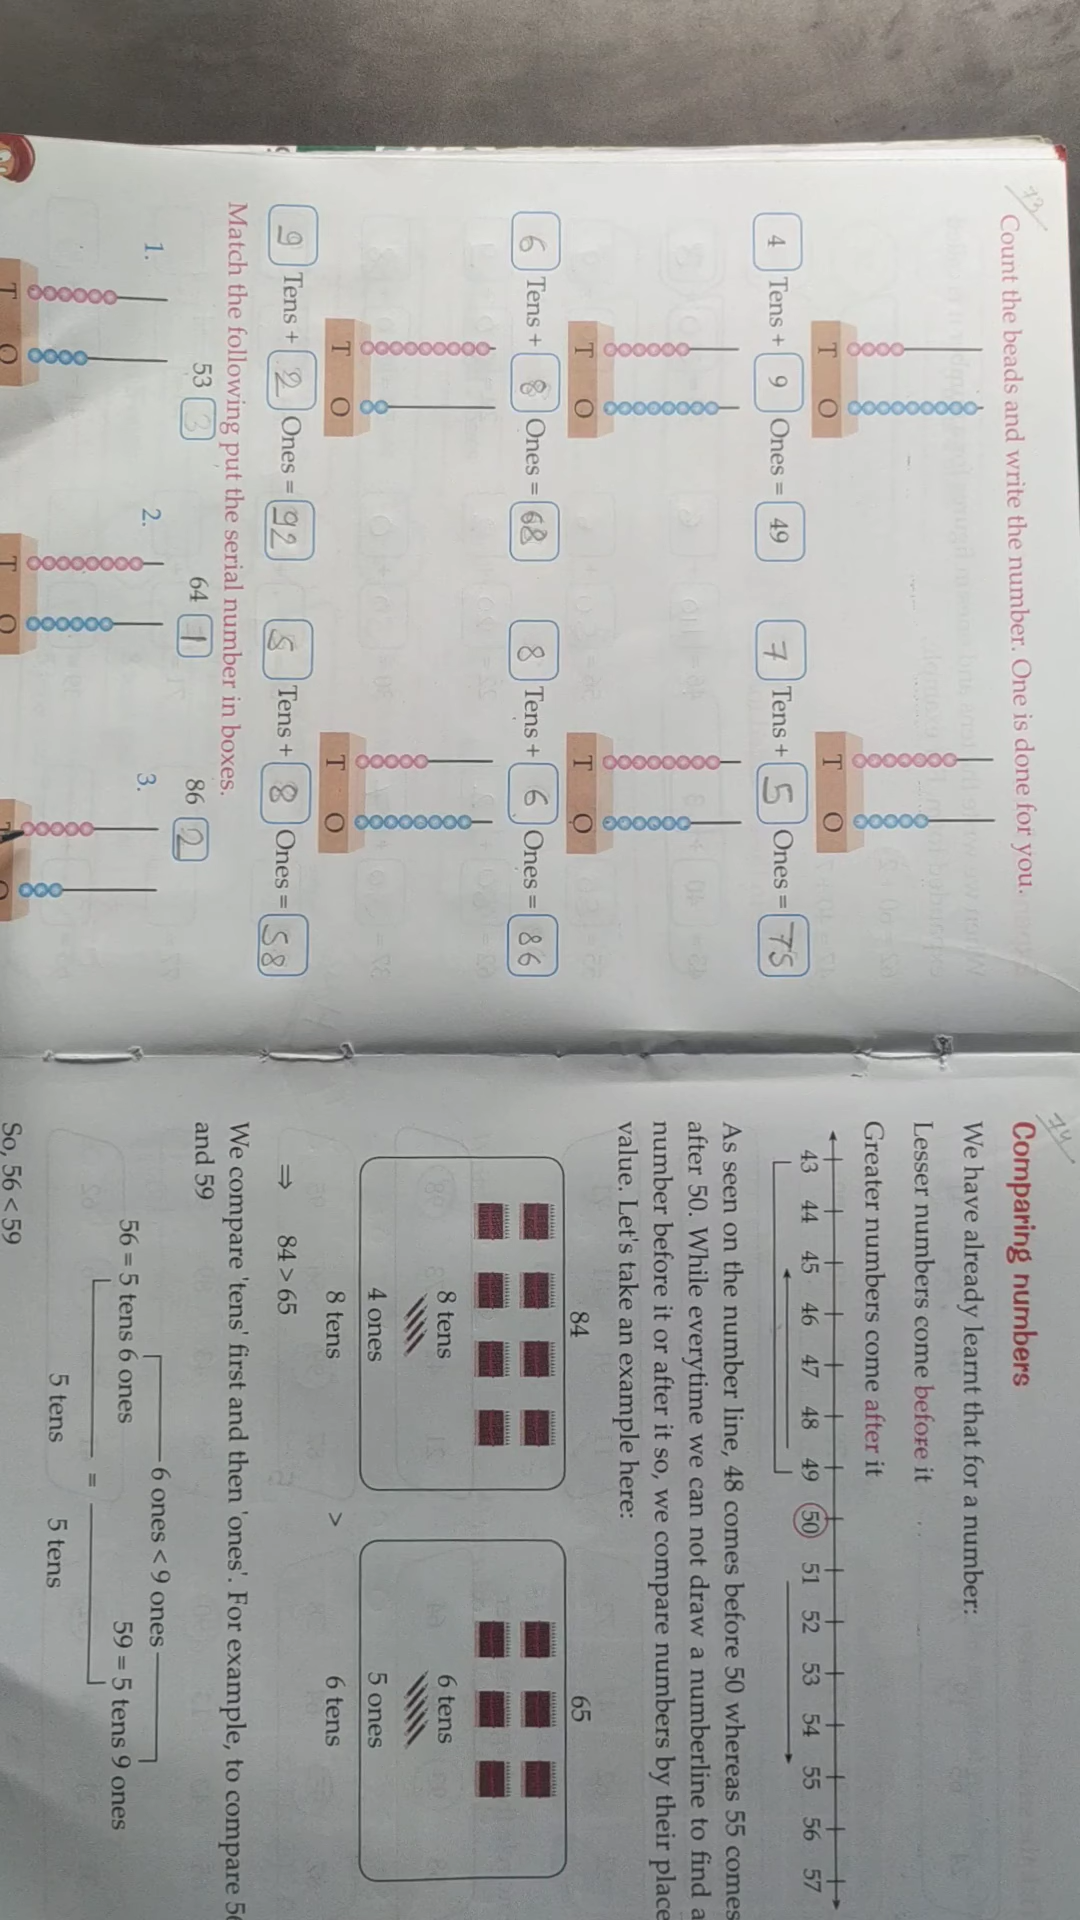 73
Count the beads and write the number. One is done for you.
T O
T O
4 Tens + 9 Ones = 49
7 Tens + 5 Ones = 75
T O
T O
6 Tens + 8 Ones = 68
8 Tens + 6 Ones = 86
T O
T O
9 Tens + 2 Ones = 92
5 Tens + 8 Ones = 58
Match the following put the serial number in boxes.
53 3
64 1
86 2
1.
2.
3.
T O
T O
T O
74
Comparing numbers
We have already learnt that for a number:
Lesser numbers come before it
Greater numbers come after it
43 44 45 46 47 48 49 50 51 52 53 54 55 56 57
As seen on the number line, 48 comes before 50 whereas 55 comes
after 50. While everytime we can not draw a numberline to find a
number before it or after it so, we compare numbers by their place
value. Let's take an example here:
84
65
8 tens
6 tens
4 ones
5 ones
8 tens > 6 tens
⇒ 84 > 65
We compare 'tens' first and then 'ones'. For example, to compare 56
and 59
6 ones < 9 ones
56 = 5 tens 6 ones
59 = 5 tens 9 ones
=
5 tens 5 tens
So, 56 < 59